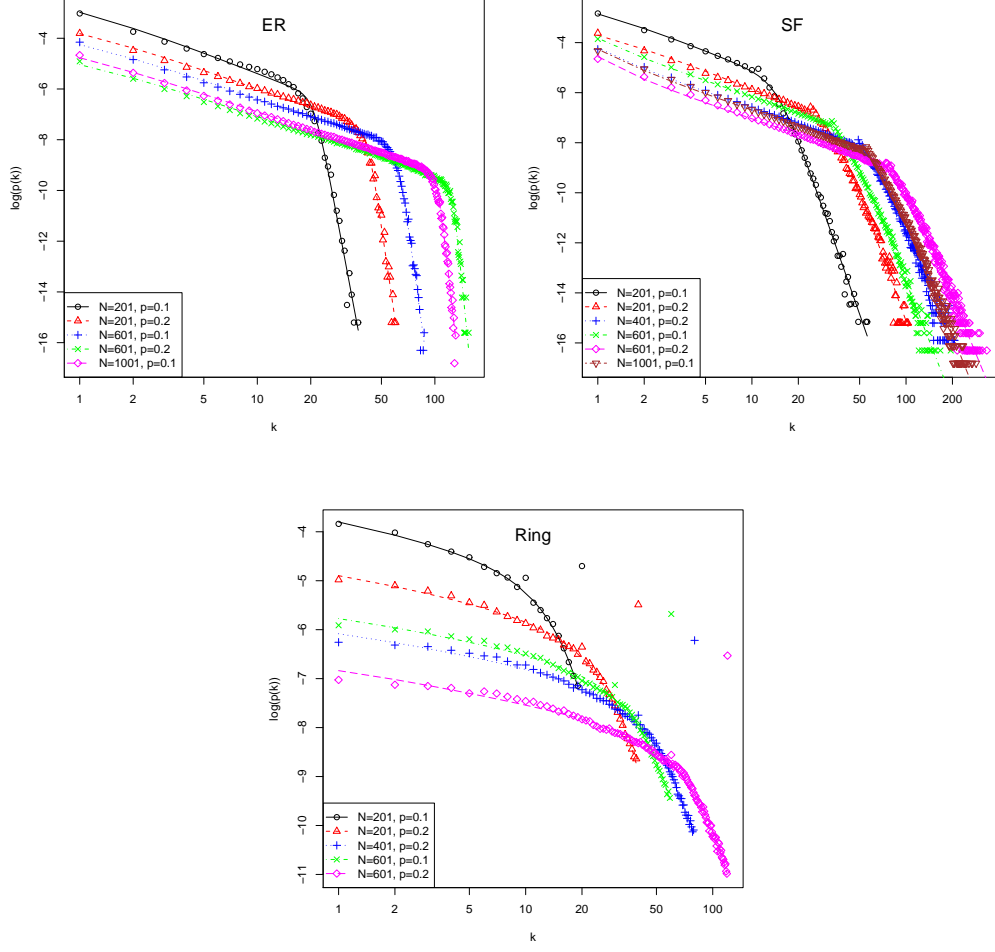 ER
log(p(k))
-4
-6
-8
-10
-12
-14
-16
N=201, p=0.1
N=201, p=0.2
N=601, p=0.1
N=601, p=0.2
N=1001, p=0.1
1 2 5 10 20 50 100
k
SF
log(p(k))
-4
-6
-8
-10
-12
-14
-16
N=201, p=0.1
N=201, p=0.2
N=401, p=0.2
N=601, p=0.1
N=601, p=0.2
N=1001, p=0.1
1 2 5 10 20 50 100 200
k
Ring
log(p(k))
-4
-5
-6
-7
-8
-9
-10
-11
N=201, p=0.1
N=201, p=0.2
N=401, p=0.2
N=601, p=0.1
N=601, p=0.2
1 2 5 10 20 50 100
k